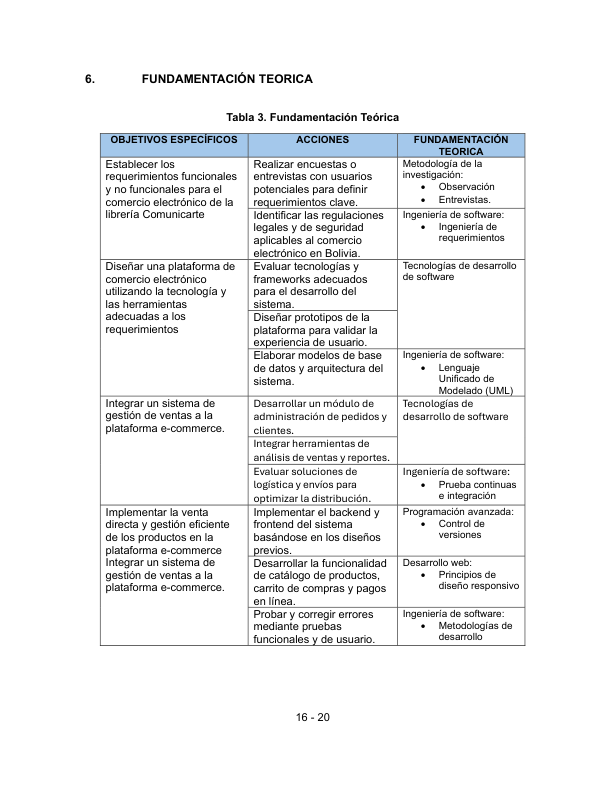 6. FUNDAMENTACIÓN TEORICA
Tabla 3. Fundamentación Teórica
OBJETIVOS ESPECÍFICOS
ACCIONES
FUNDAMENTACIÓN
TEORICA
Establecer los
requerimientos funcionales
y no funcionales para el
comercio electrónico de la
librería Comunicarte
Realizar encuestas o
entrevistas con usuarios
potenciales para definir
requerimientos clave.
Metodología de la
investigación:
• Observación
• Entrevistas.
Identificar las regulaciones
legales y de seguridad
aplicables al comercio
electrónico en Bolivia.
Ingeniería de software:
• Ingeniería de
requerimientos
Diseñar una plataforma de
comercio electrónico
utilizando la tecnología y
las herramientas
adecuadas a los
requerimientos
Evaluar tecnologías y
frameworks adecuados
para el desarrollo del
sistema.
Tecnologías de desarrollo
de software
Diseñar prototipos de la
plataforma para validar la
experiencia de usuario.
Elaborar modelos de base
de datos y arquitectura del
sistema.
Ingeniería de software:
• Lenguaje
Unificado de
Modelado (UML)
Integrar un sistema de
gestión de ventas a la
plataforma e-commerce.
Desarrollar un módulo de
administración de pedidos y
clientes.
Tecnologías de
desarrollo de software
Integrar herramientas de
análisis de ventas y reportes.
Evaluar soluciones de
logística y envíos para
optimizar la distribución.
Ingeniería de software:
• Prueba continuas
e integración
Implementar la venta
directa y gestión eficiente
de los productos en la
plataforma e-commerce
Integrar un sistema de
gestión de ventas a la
plataforma e-commerce.
Implementar el backend y
frontend del sistema
basándose en los diseños
previos.
Programación avanzada:
• Control de
versiones
Desarrollar la funcionalidad
de catálogo de productos,
carrito de compras y pagos
en línea.
Desarrollo web:
• Principios de
diseño responsivo
Probar y corregir errores
mediante pruebas
funcionales y de usuario.
Ingeniería de software:
• Metodologías de
desarrollo
16 - 20